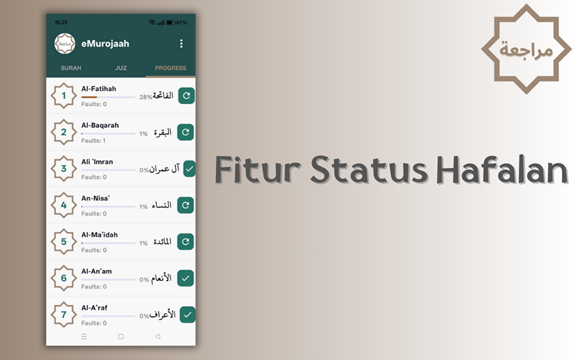 10.23
87%
مراجعة
eMurojaah
SURAH JUZ PROGRESS
1 Al-Fatihah 28% الفاتحة
Faults: 0
2 Al-Baqarah 1% البقرة
Faults: 1
3 Ali 'Imran 0% آل عمران
Faults: 0
4 An-Nisa' 1% النساء
Faults: 0
5 Al-Ma'idah 1% المائدة
Faults: 0
6 Al-An'am 0% الأنعام
Faults: 0
7 Al-A'raf 0% الأعراف
Faults: 0
مراجعة
Fitur Status Hafalan